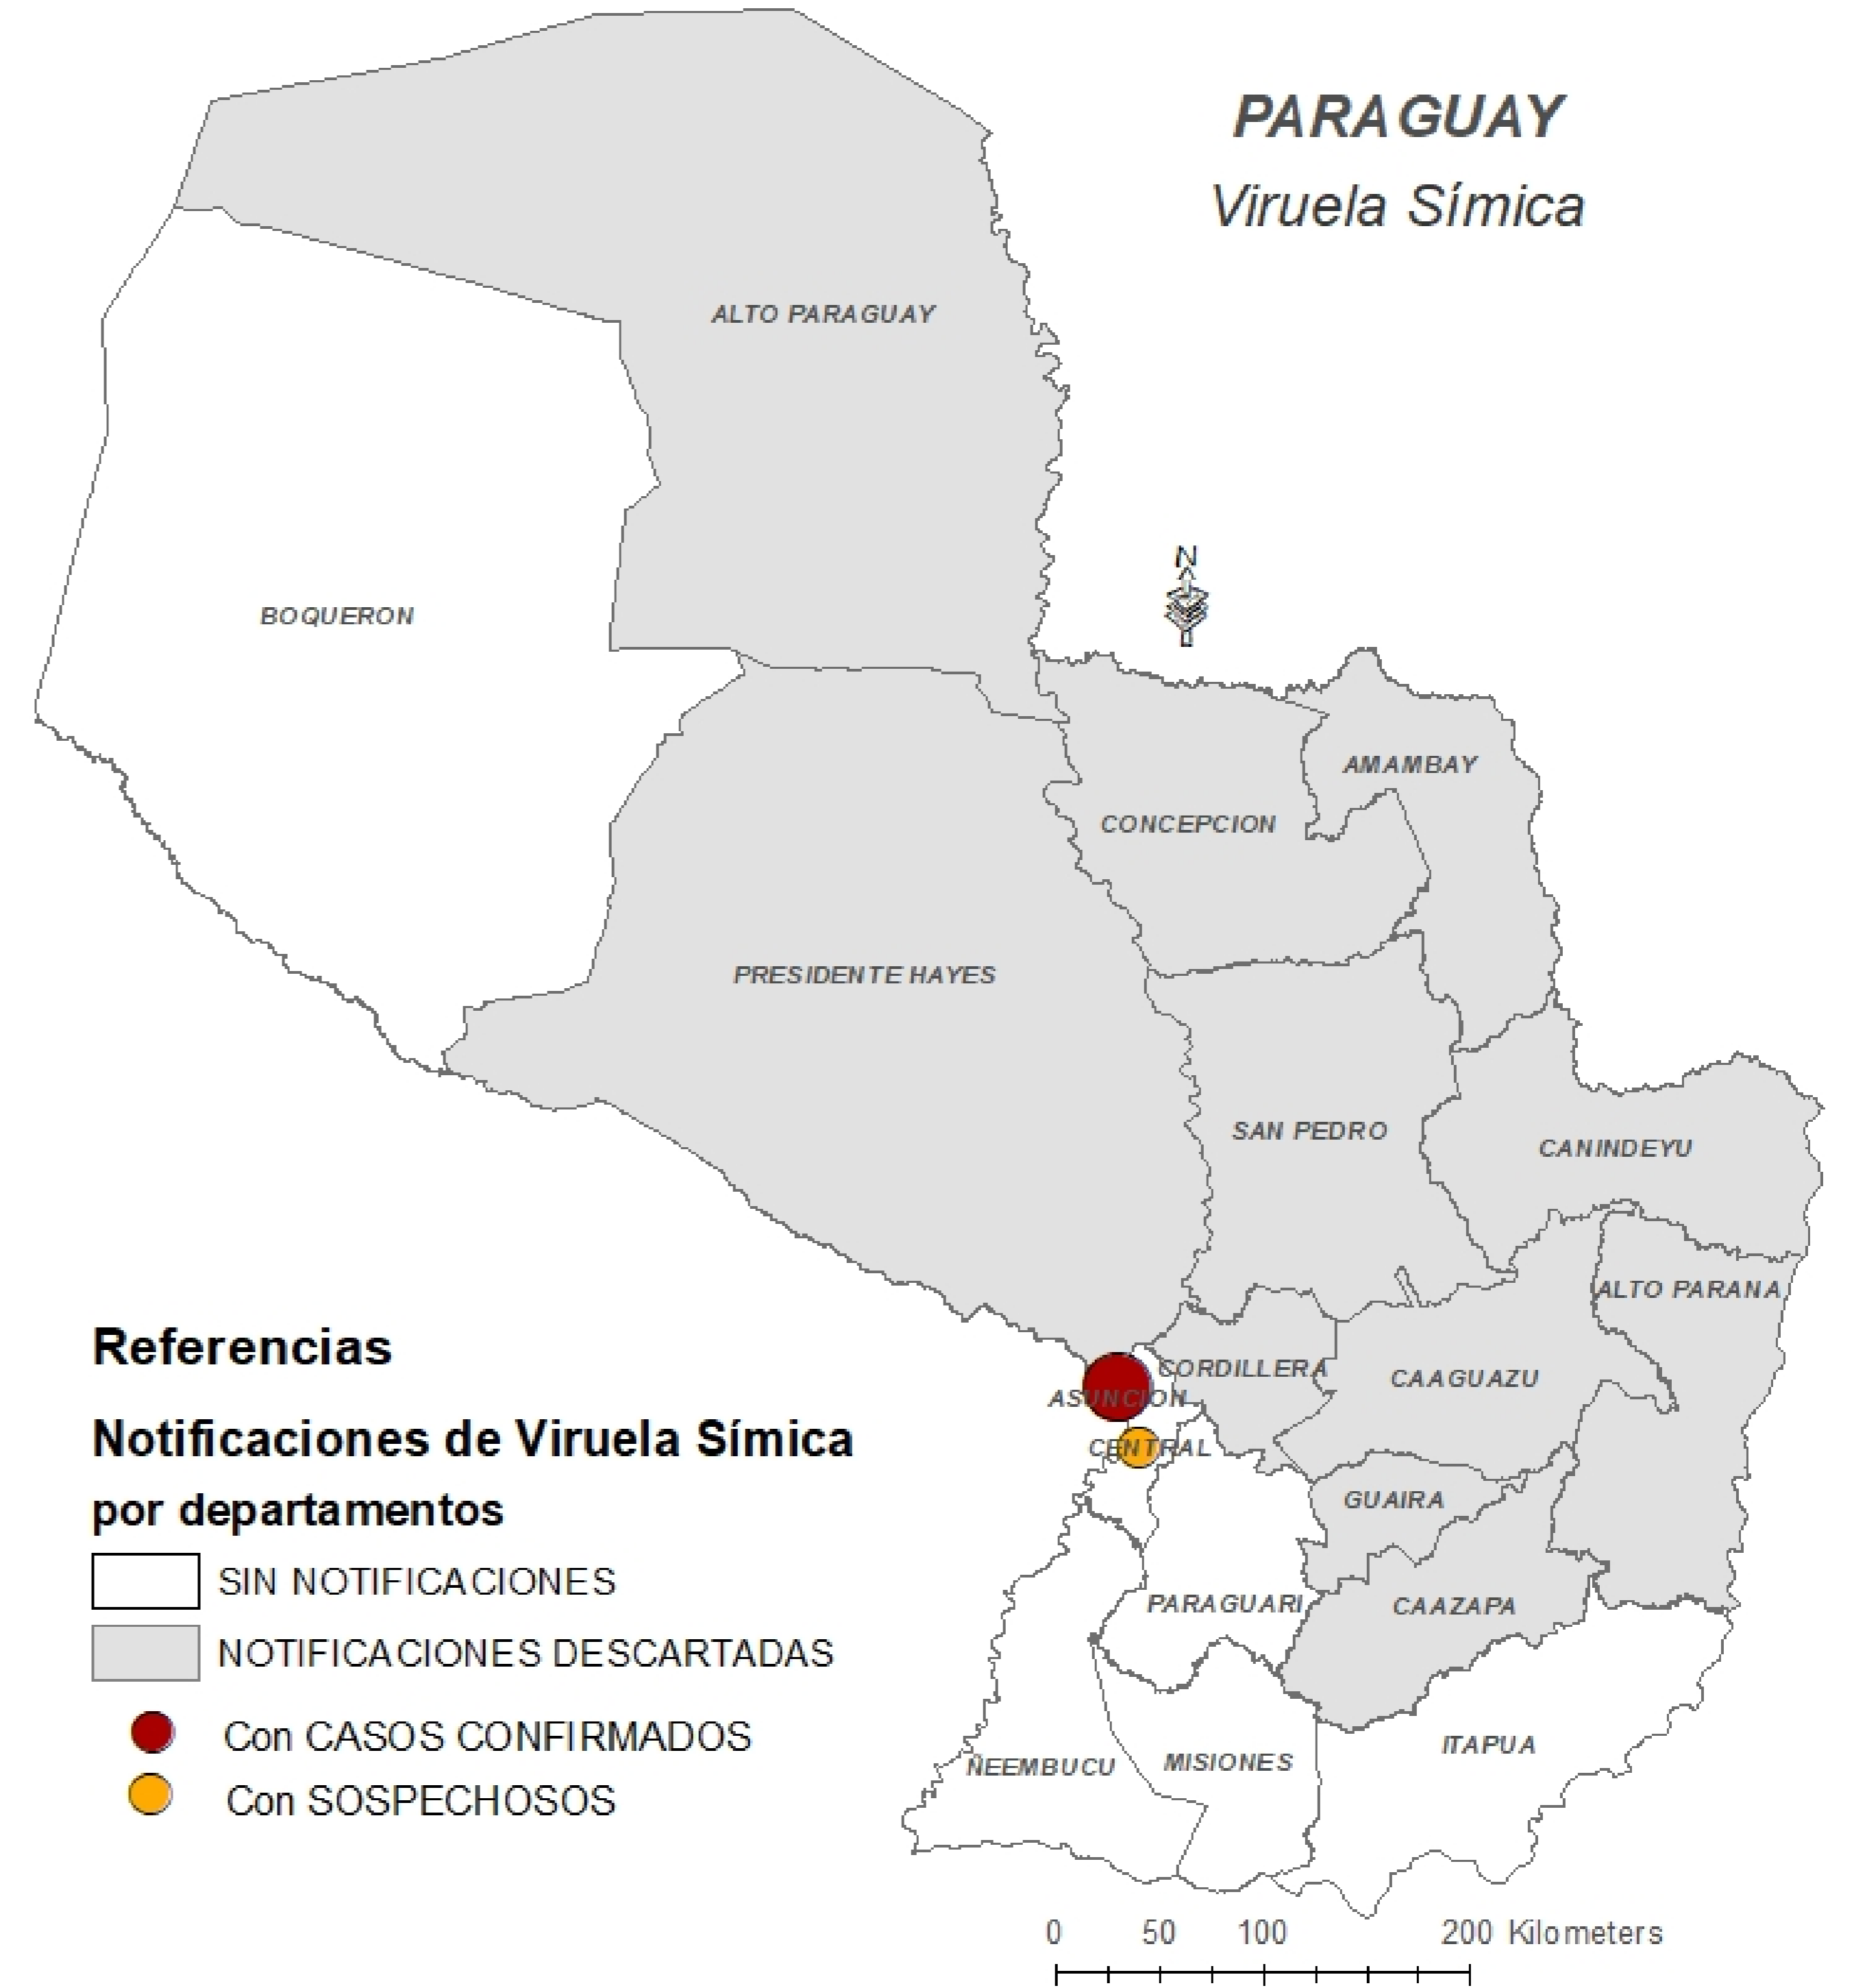 PARAGUAY
Viruela Símica
ALTO PARAGUAY
N
BOQUERON
AMAMBAY
CONCEPCION
PRESIDENTE HAYES
SAN PEDRO
CANINDEYU
ALTO PARANA
CORDILLERA
CAAGUAZU
ASUNCION
CENTRAL
GUAIRA
PARAGUARI
CAAZAPA
ITAPUA
ÑEEMBUCU
MISIONES
Referencias
Notificaciones de Viruela Símica
por departamentos
SIN NOTIFICACIONES
NOTIFICACIONES DESCARTADAS
Con CASOS CONFIRMADOS
Con SOSPECHOSOS
0 50 100 200 Kilometers